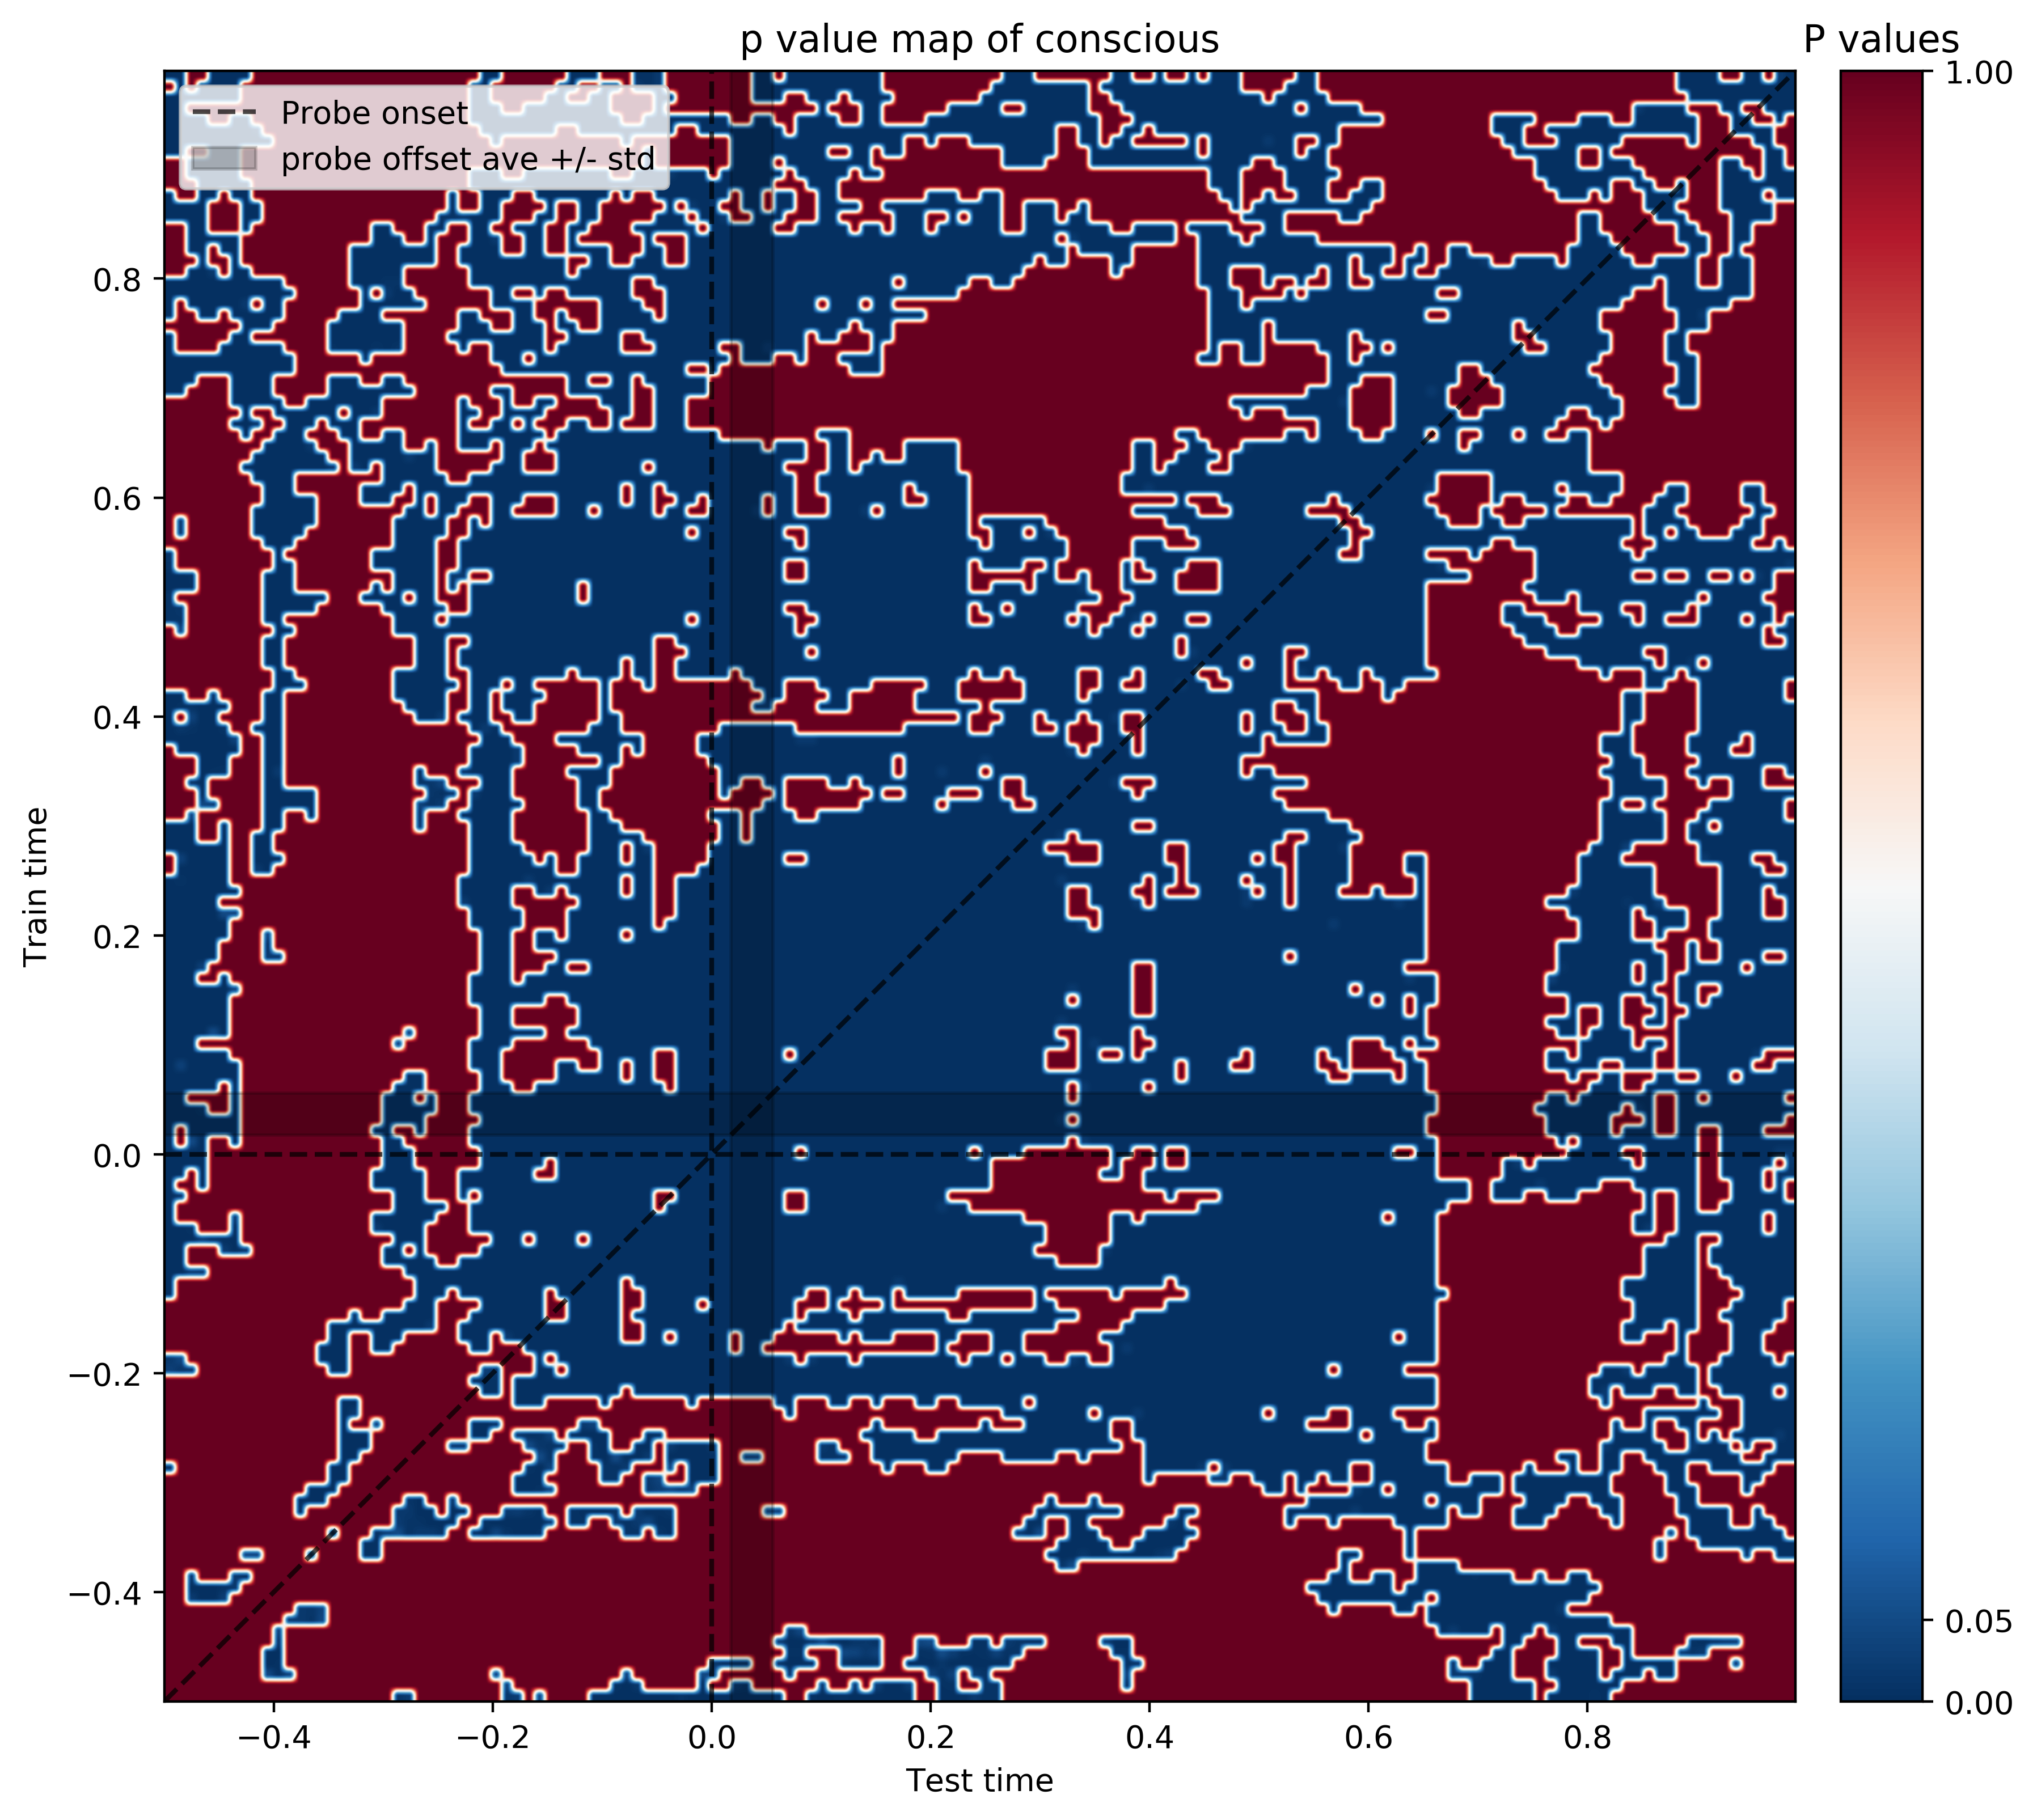 p value map of conscious
P values
Probe onset
probe offset ave +/- std
1.00
0.05
0.00
Train time
0.8
0.6
0.4
0.2
0.0
−0.2
−0.4
−0.4
−0.2
0.0
0.2
0.4
0.6
0.8
Test time